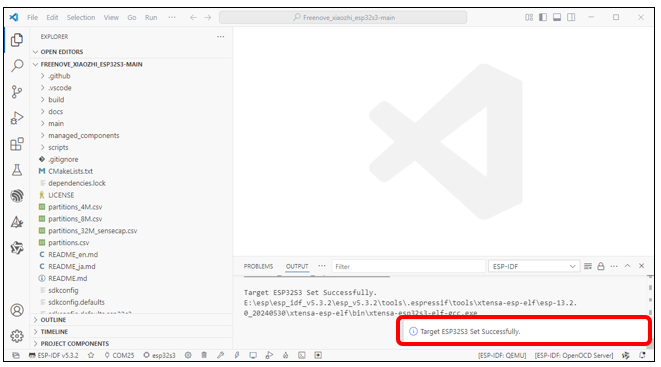 File Edit Selection View Go Run ··· Freenove_xiaozhi_esp32s3-main
EXPLORER ···
OPEN EDITORS
FREENOVE_XIAOZHI_ESP32S3-MAIN
.github
.vscode
build
docs
main
managed_components
scripts
.gitignore
CMakeLists.txt
dependencies.lock
LICENSE
partitions_4M.csv
partitions_8M.csv
partitions_32M_sensecap.csv
partitions.csv
README_en.md
README_ja.md
README.md
sdkconfig
sdkconfig.defaults
sdkconfig.defaults.esp32s3
OUTLINE
TIMELINE
PROJECT COMPONENTS
PROBLEMS OUTPUT ··· Filter ESP-IDF ···
Target ESP32S3 Set Successfully.
E:\esp\esp_idf_v5.3.2\esp_v5.3.2\tools\.espressif\tools\xtensa-esp-elf\esp-13.2.
0_20240530\xtensa-esp-elf\bin\xtensa-esp32s3-elf-gcc.exe
Target ESP32S3 Set Successfully.
ESP-IDF v5.3.2 COM25 esp32s3 [ESP-IDF: QEMU] [ESP-IDF: OpenOCD Server]